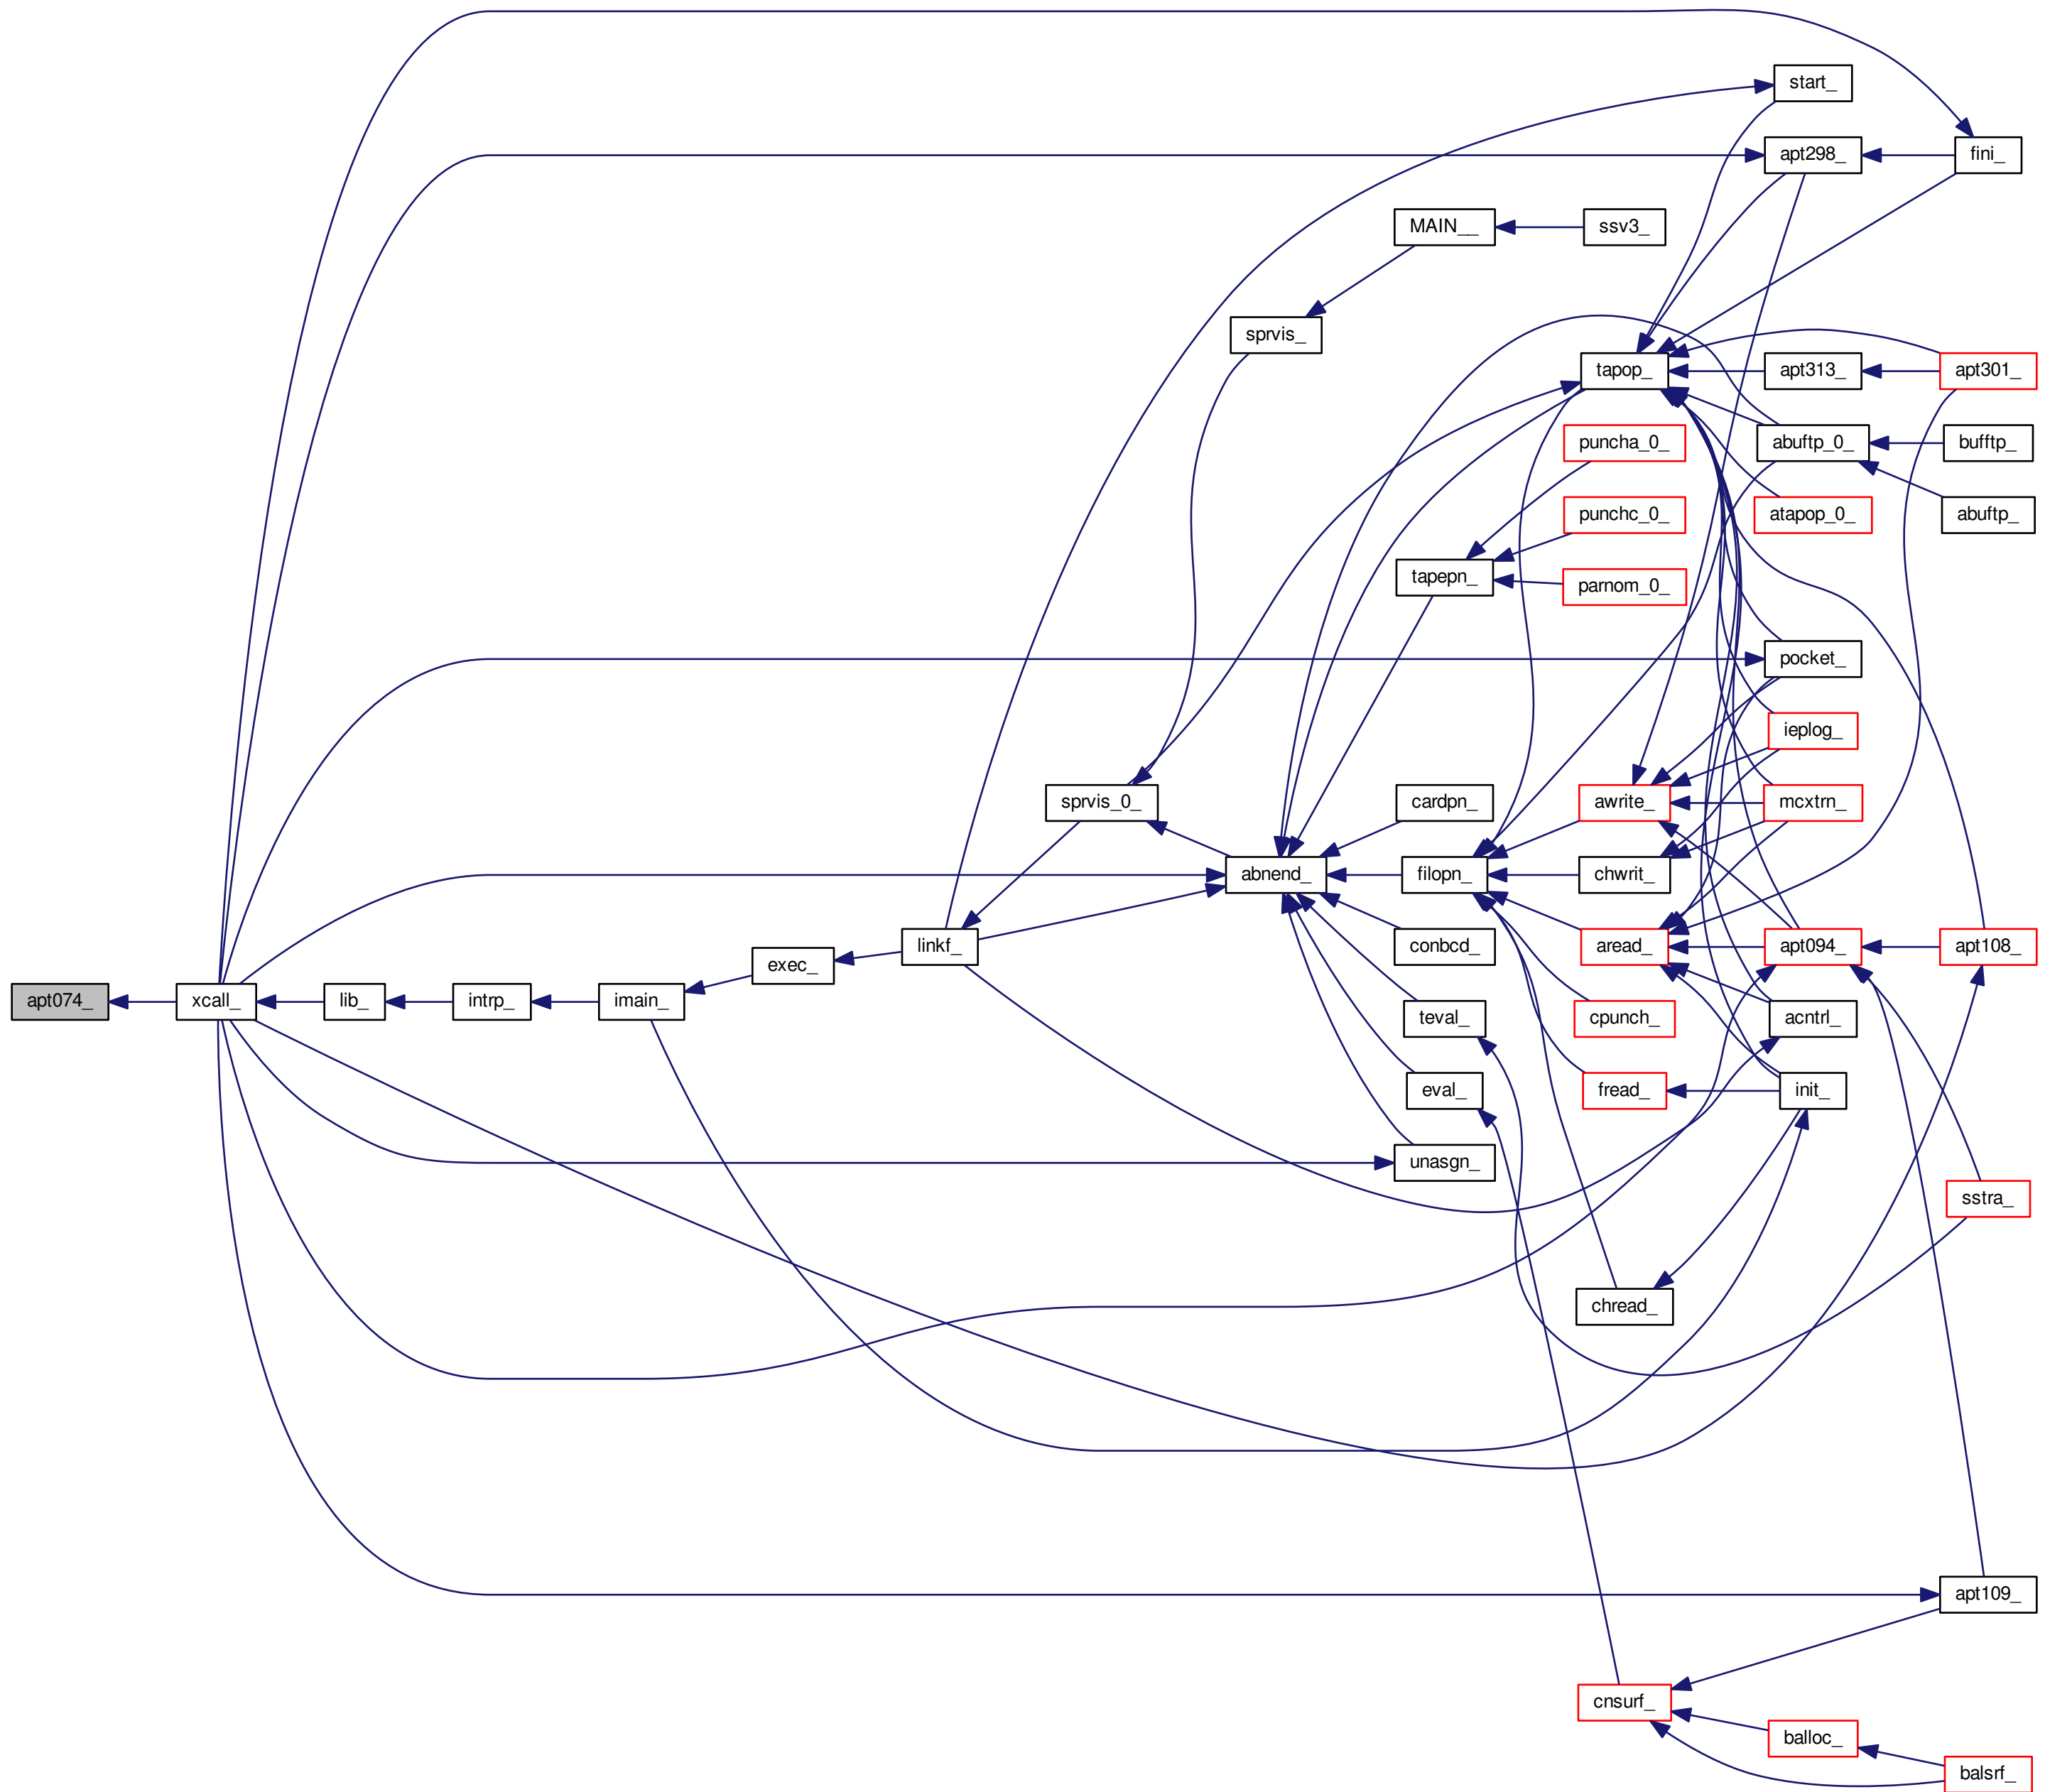 start_
apt298_
fini_
MAIN__
ssv3_
sprvis_
tapop_
apt313_
apt301_
puncha_0_
abuftp_0_
bufftp_
punchc_0_
atapop_0_
abuftp_
tapepn_
parnom_0_
pocket_
ieplog_
sprvis_0_
cardpn_
awrite_
mcxtrn_
abnend_
filopn_
chwrit_
linkf_
conbcd_
aread_
apt094_
apt108_
exec_
apt074_
xcall_
lib_
intrp_
imain_
teval_
cpunch_
acntrl_
eval_
fread_
init_
unasgn_
sstra_
chread_
apt109_
cnsurf_
balloc_
balsrf_